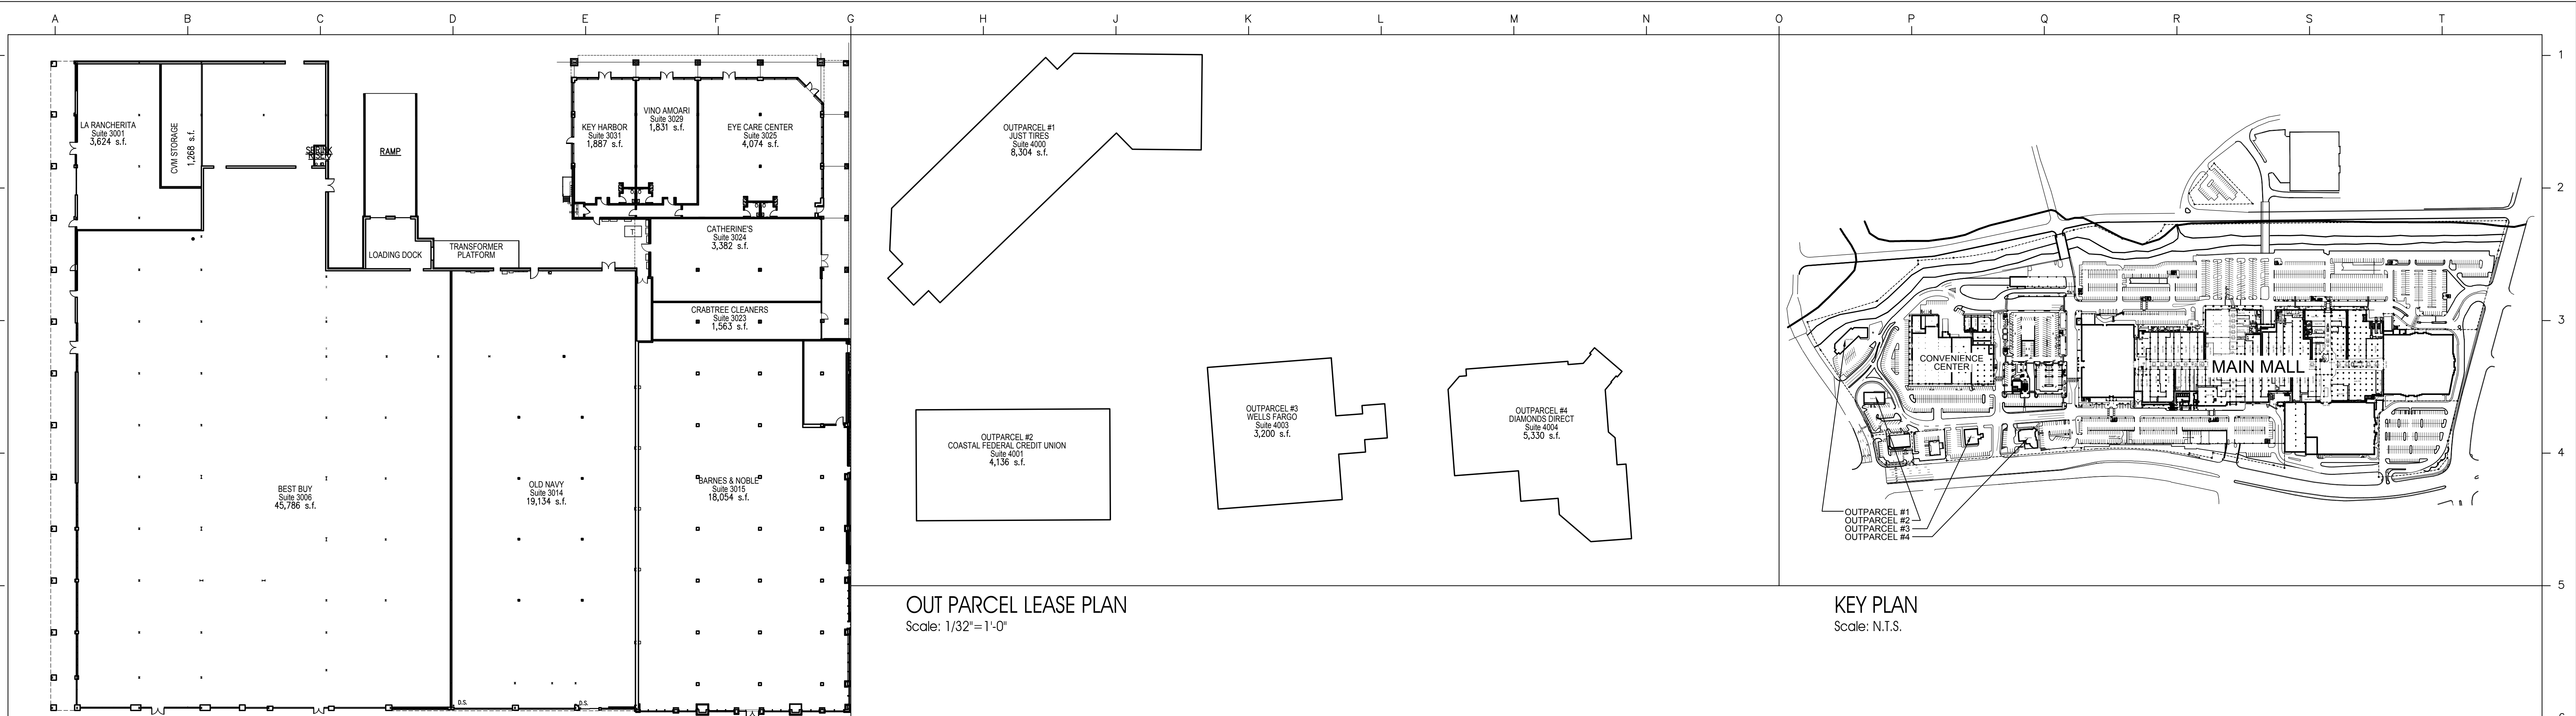 A B C D E F G H J K L M N O P Q R S T
1
2
3
4
5
LA RANCHERITA
Suite 3001
3,624 s.f.
CVM STORAGE
1,268 s.f.
RAMP
LOADING DOCK
TRANSFORMER
PLATFORM
KEY HARBOR
Suite 3031
1,887 s.f.
VINO AMOARI
Suite 3029
1,831 s.f.
EYE CARE CENTER
Suite 3025
4,074 s.f.
T
CATHERINE'S
Suite 3024
3,382 s.f.
CRABTREE CLEANERS
Suite 3023
1,563 s.f.
BEST BUY
Suite 3006
45,786 s.f.
OLD NAVY
Suite 3014
19,134 s.f.
BARNES & NOBLE
Suite 3015
18,054 s.f.
D.S.
D.S.
OUTPARCEL #1
JUST TIRES
Suite 4000
8,304 s.f.
OUTPARCEL #2
COASTAL FEDERAL CREDIT UNION
Suite 4001
4,136 s.f.
OUTPARCEL #3
WELLS FARGO
Suite 4003
3,200 s.f.
OUTPARCEL #4
DIAMONDS DIRECT
Suite 4004
5,330 s.f.
OUT PARCEL LEASE PLAN
Scale: 1/32"=1'-0"
CONVENIENCE
CENTER
MAIN MALL
OUTPARCEL #1
OUTPARCEL #2
OUTPARCEL #3
OUTPARCEL #4
KEY PLAN
Scale: N.T.S.